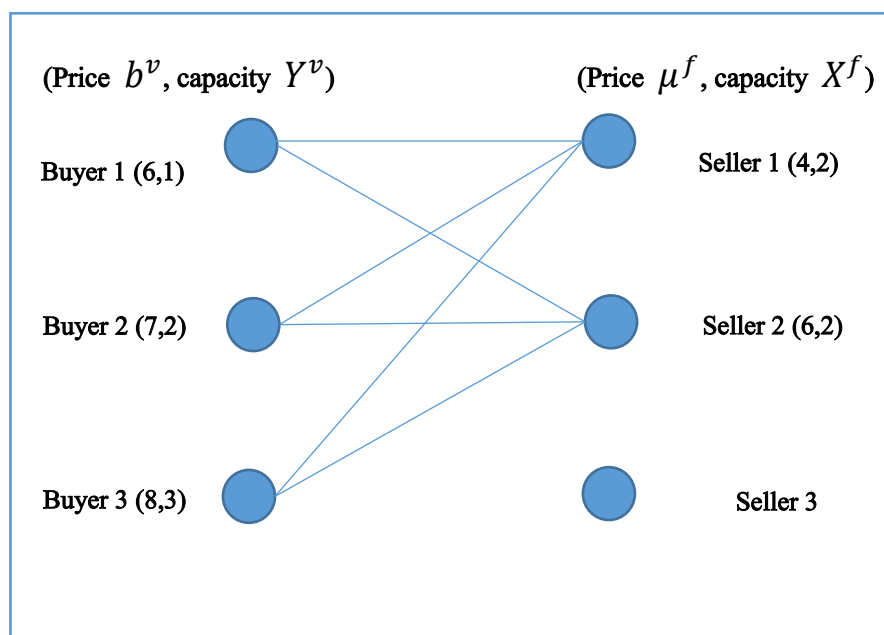 (Price b^v, capacity Y^v)
(Price μ^f, capacity X^f)
Buyer 1 (6,1)
Seller 1 (4,2)
Buyer 2 (7,2)
Seller 2 (6,2)
Buyer 3 (8,3)
Seller 3